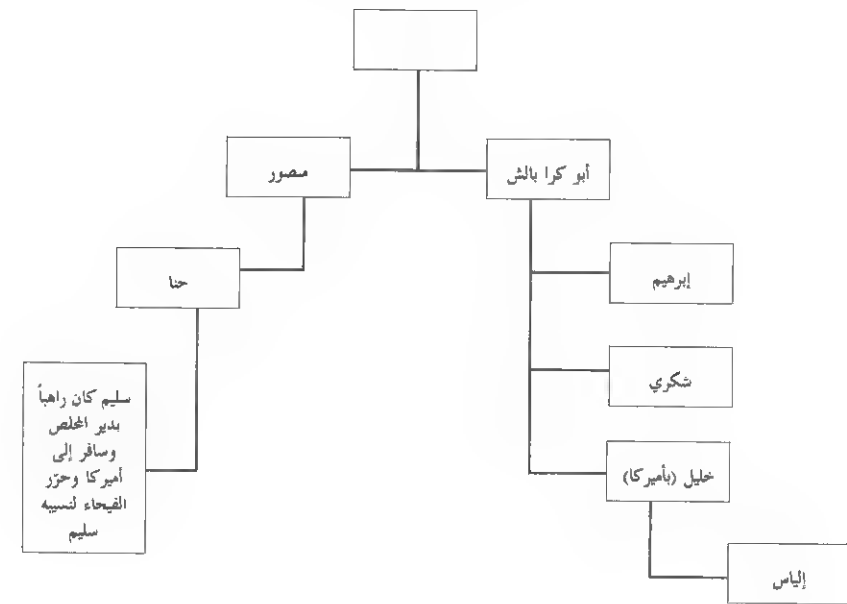 أبو كرا بالش
منصور
إبرهيم
حنا
شكري
سليم كان راهباً
بدير المخلص
وسافر إلى
أميركا وحرّر
الفيحاء لنسيبه
سليم
خليل (بأميركا)
إلياس